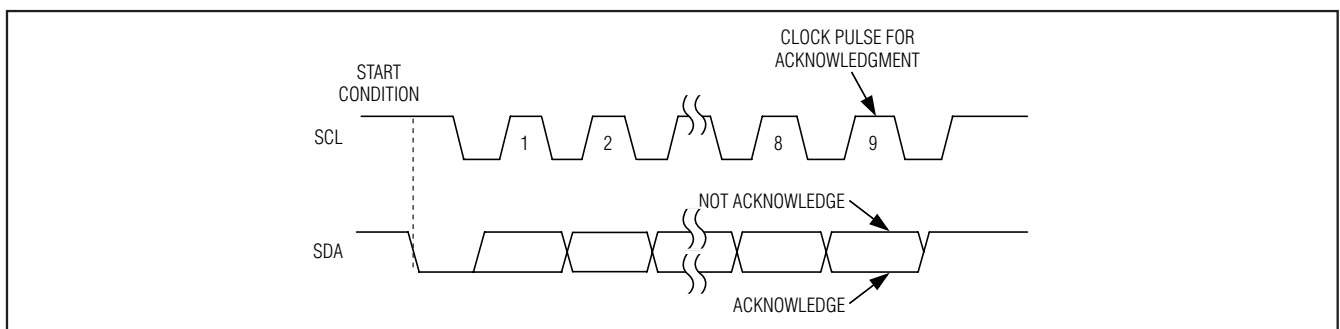 CLOCK PULSE FOR
ACKNOWLEDGMENT
START
CONDITION
SCL
1
2
8
9
NOT ACKNOWLEDGE
SDA
ACKNOWLEDGE